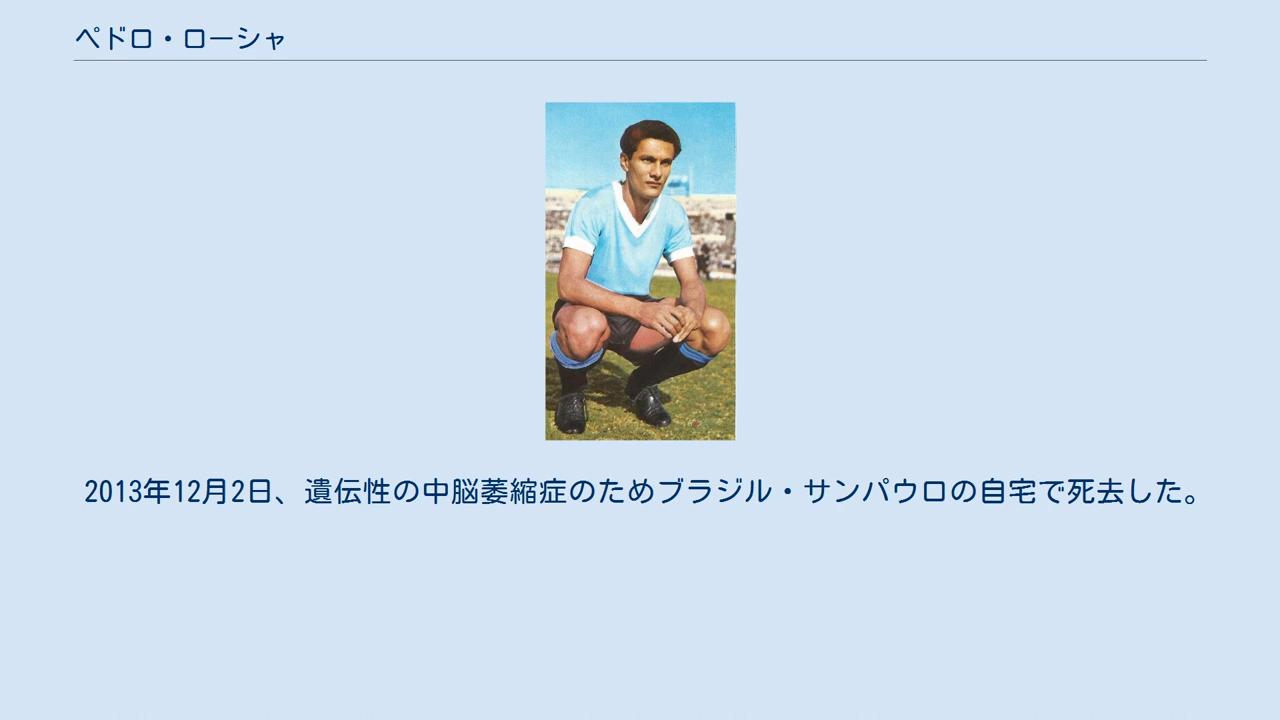 ペドロ・ローシャ
2013年12月2日、遺伝性の中脳萎縮症のためブラジル・サンパウロの自宅で死去した。